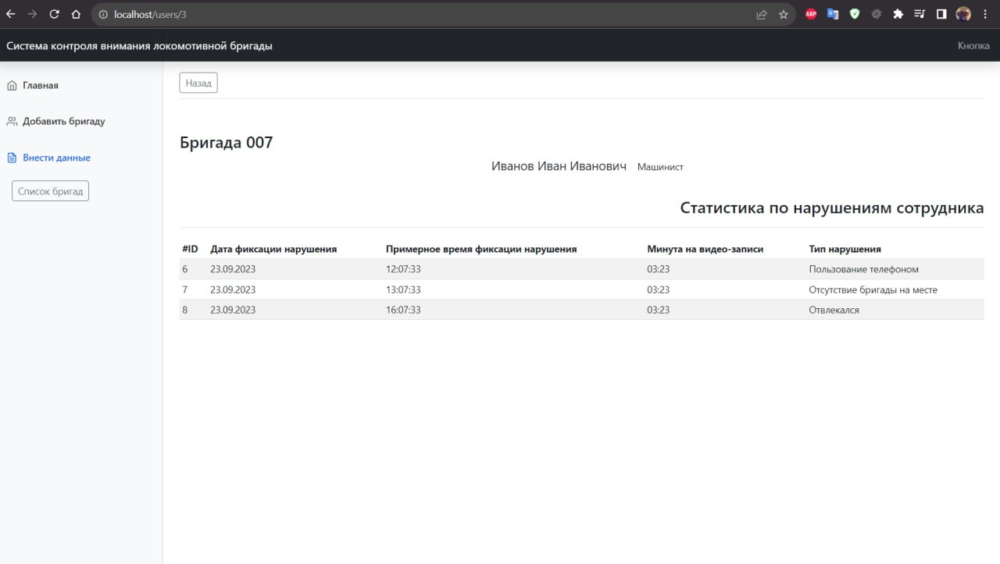 localhost/users/3
ABP
Система контроля внимания локомотивной бригады Кнопка
Главная
Назад
Добавить бригаду
Бригада 007
Внести данные
Иванов Иван Иванович Машинист
Список бригад
Статистика по нарушениям сотрудника
#ID Дата фиксации нарушения Примерное время фиксации нарушения Минута на видео-записи Тип нарушения
6 23.09.2023 12:07:33 03:23 Пользование телефоном
7 23.09.2023 13:07:33 03:23 Отсутствие бригады на месте
8 23.09.2023 16:07:33 03:23 Отвлекался